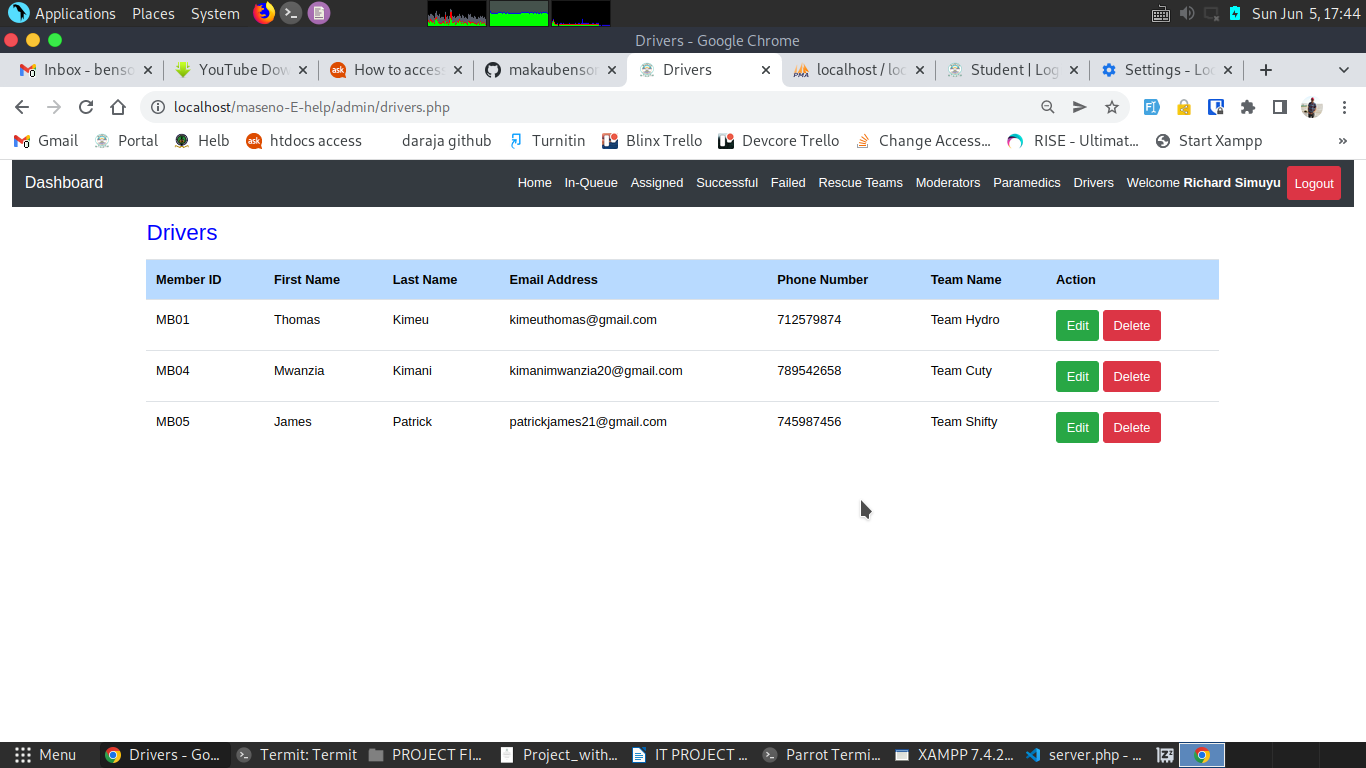 Applications Places System Sun Jun 5, 17:44
Drivers - Google Chrome
Inbox - benso YouTube Dow How to access makaubenson Drivers localhost / loc Student | Log Settings - Loc
localhost/maseno-E-help/admin/drivers.php
Gmail Portal Helb htdocs access daraja github Turnitin Blinx Trello Devcore Trello Change Access... RISE - Ultimat... Start Xampp »
Dashboard Home In-Queue Assigned Successful Failed Rescue Teams Moderators Paramedics Drivers Welcome Richard Simuyu Logout
Drivers
Member ID First Name Last Name Email Address Phone Number Team Name Action
MB01 Thomas Kimeu kimeuthomas@gmail.com 712579874 Team Hydro Edit Delete
MB04 Mwanzia Kimani kimanimwanzia20@gmail.com 789542658 Team Cuty Edit Delete
MB05 James Patrick patrickjames21@gmail.com 745987456 Team Shifty Edit Delete
Menu Drivers - Go... Termit: Termit PROJECT FI... Project_with... IT PROJECT ... Parrot Termi... XAMPP 7.4.2... server.php - ...